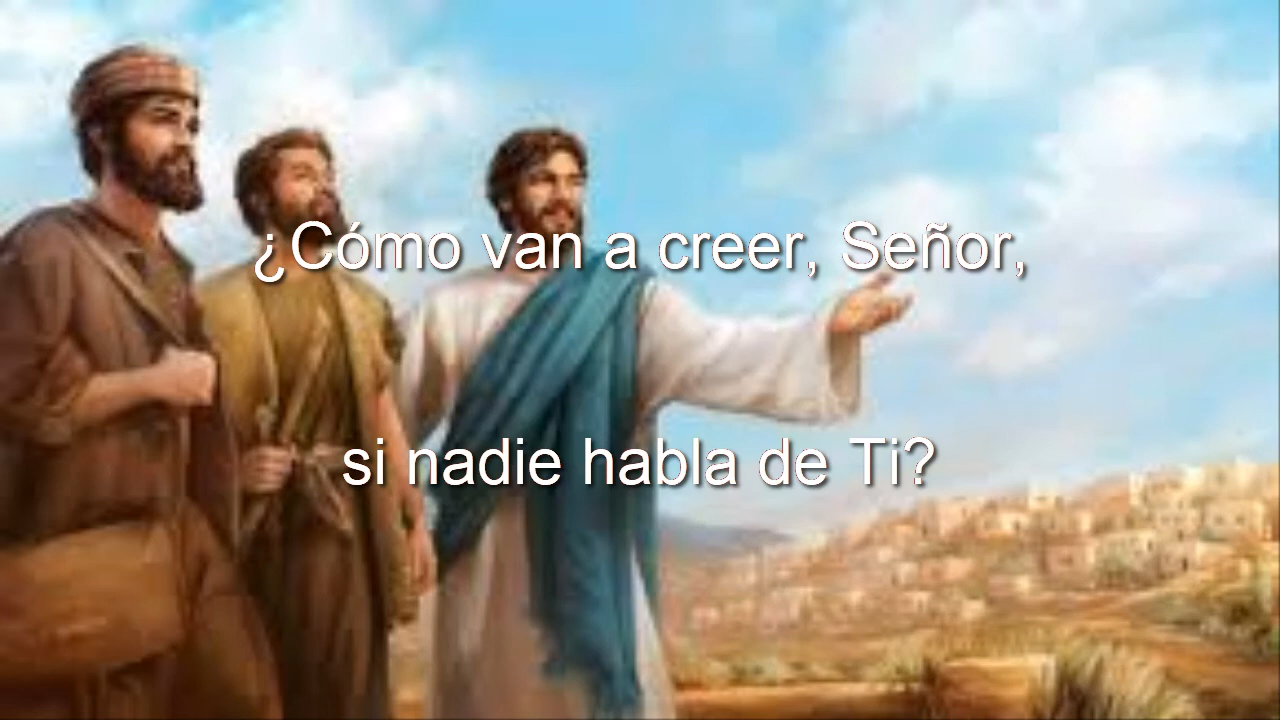 ¿Cómo van a creer, Señor,
si nadie habla de Ti?